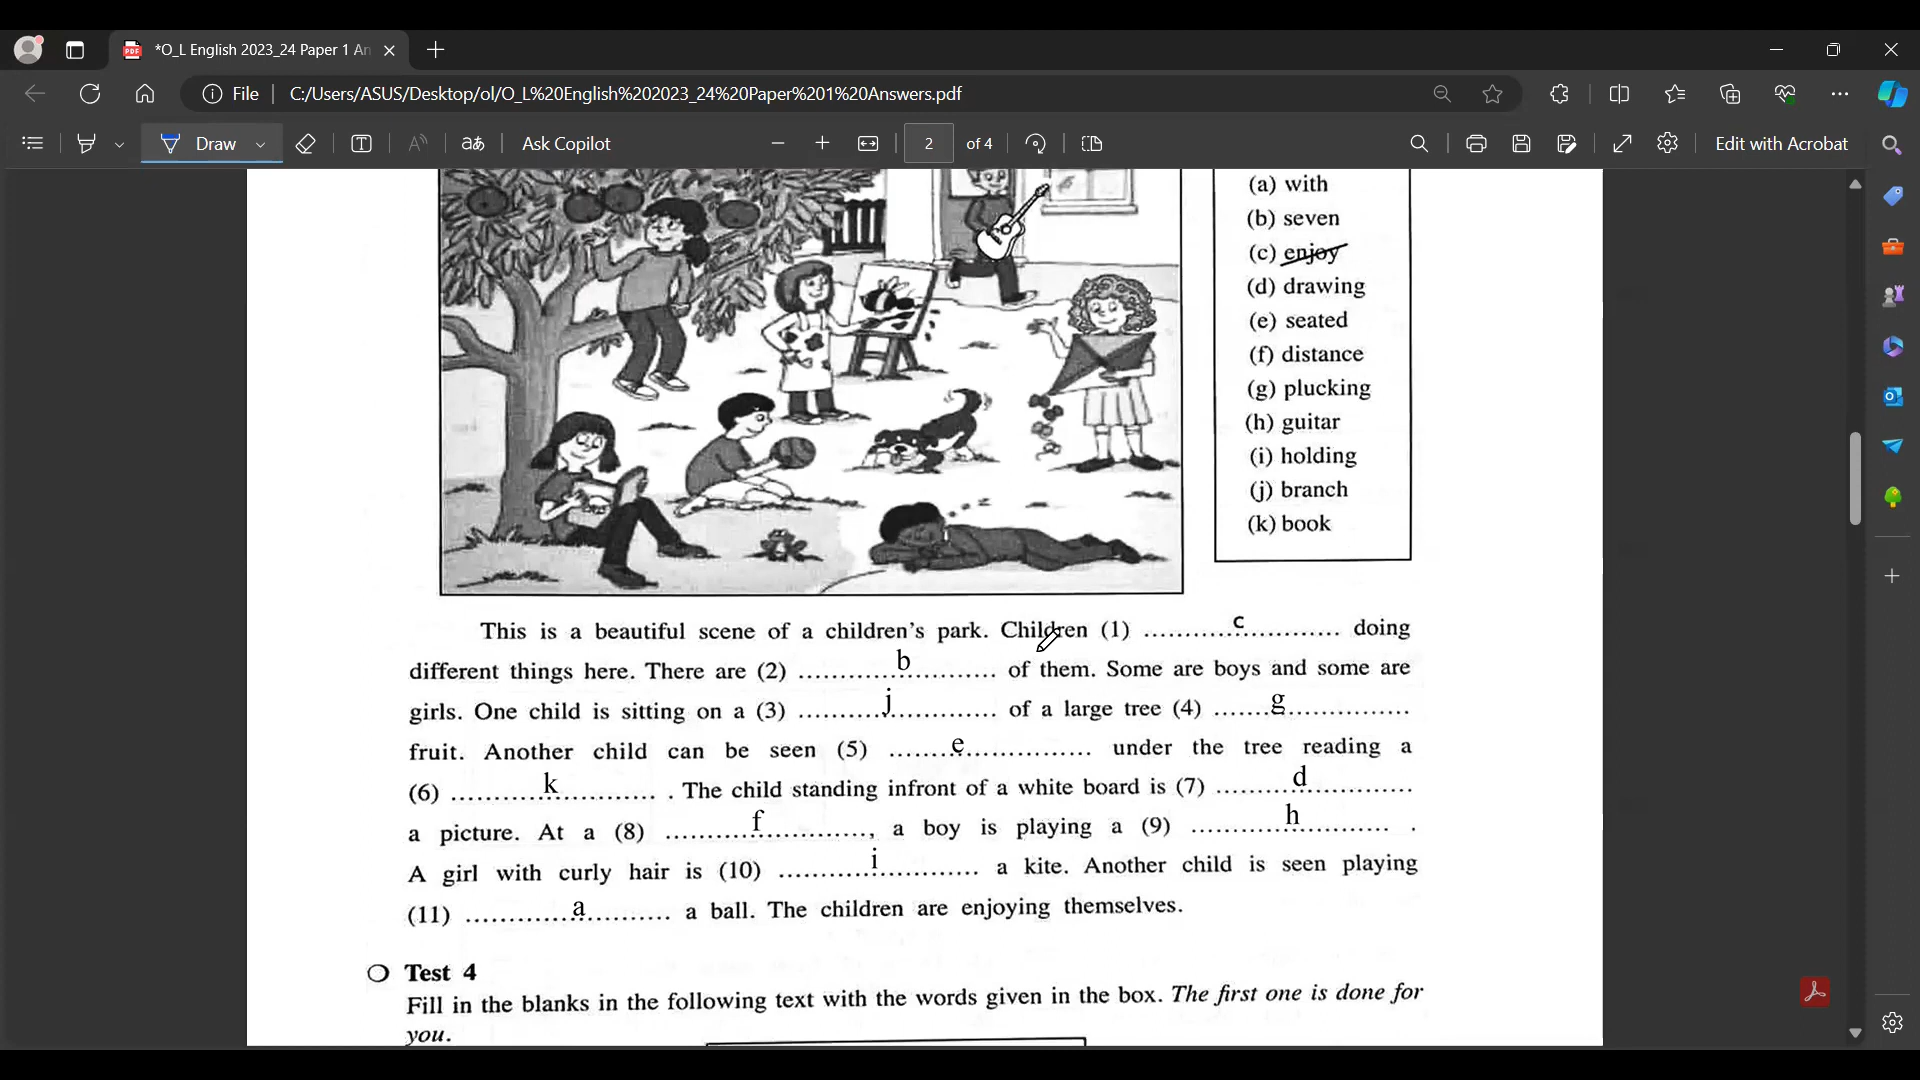 *O_L English 2023_24 Paper 1 An
File
C:/Users/ASUS/Desktop/ol/O_L%20English%202023_24%20Paper%201%20Answers.pdf
Draw
T
A
aあ
Ask Copilot
2
of 4
Edit with Acrobat
(a) with
(b) seven
(c) enjoy
(d) drawing
(e) seated
(f) distance
(g) plucking
(h) guitar
(i) holding
(j) branch
(k) book
z
This is a beautiful scene of a children's park. Children (1) .......... c .......... doing
different things here. There are (2) .......... b .......... of them. Some are boys and some are
girls. One child is sitting on a (3) .......... j .......... of a large tree (4) .......... g ..........
fruit. Another child can be seen (5) .......... e .......... under the tree reading a
(6) .......... k .......... . The child standing infront of a white board is (7) .......... d ..........
a picture. At a (8) .......... f .........., a boy is playing a (9) .......... h .......... .
A girl with curly hair is (10) .......... i .......... a kite. Another child is seen playing
(11) .......... a .......... a ball. The children are enjoying themselves.
Test 4
Fill in the blanks in the following text with the words given in the box. The first one is done for
you.